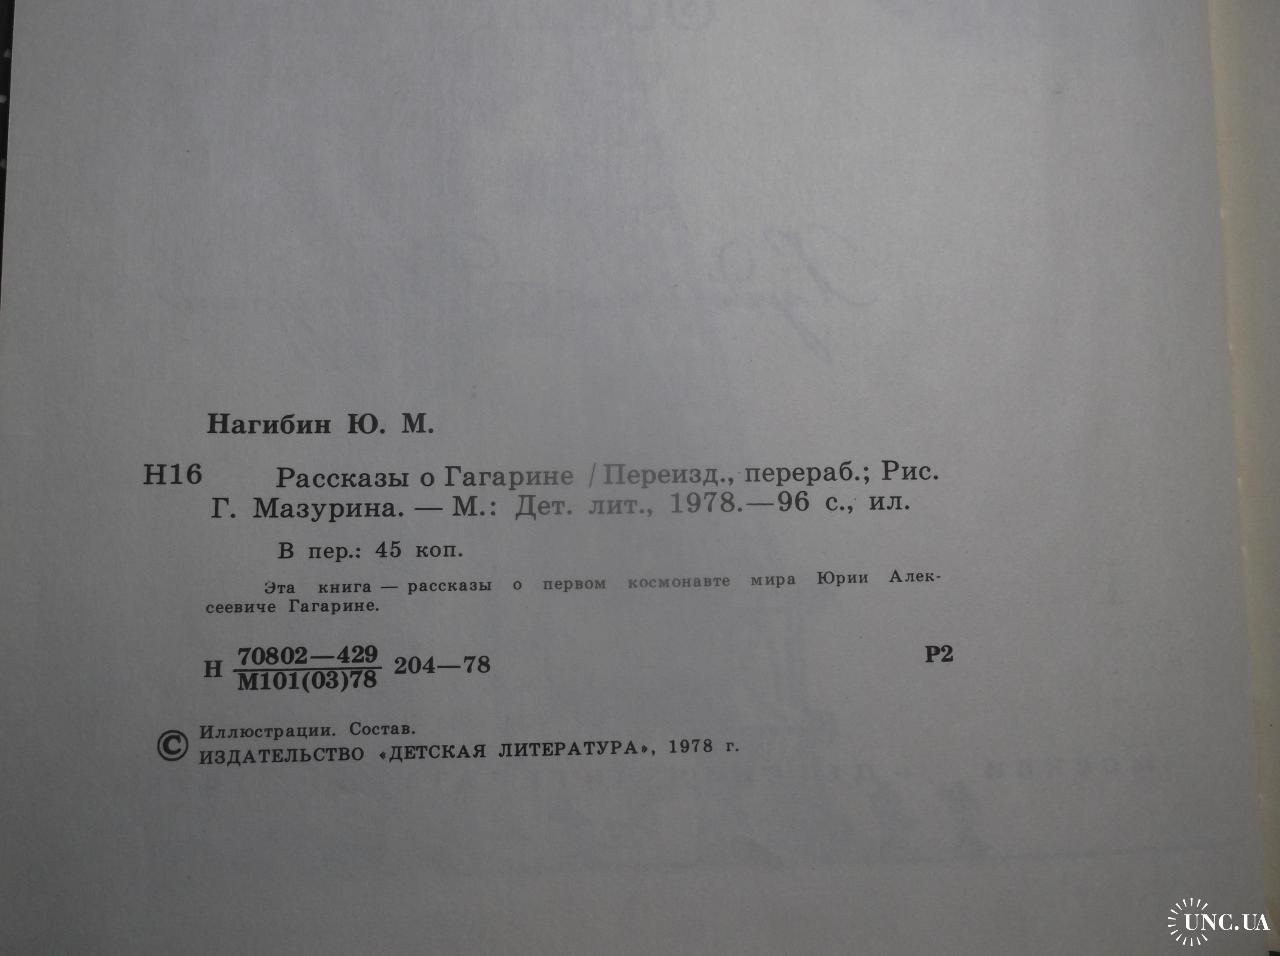 Нагибин Ю. М.
Н16 Рассказы о Гагарине / Переизд., перераб.; Рис.
Г. Мазурина. — М.: Дет. лит., 1978.—96 с., ил.
В пер.: 45 коп.
Эта книга — рассказы о первом космонавте мира Юрии Алек-
сеевиче Гагарине.
Н 70802—429 204—78 Р2
М101(03)78
© Иллюстрации. Состав.
ИЗДАТЕЛЬСТВО «ДЕТСКАЯ ЛИТЕРАТУРА», 1978 г.
UNC.UA